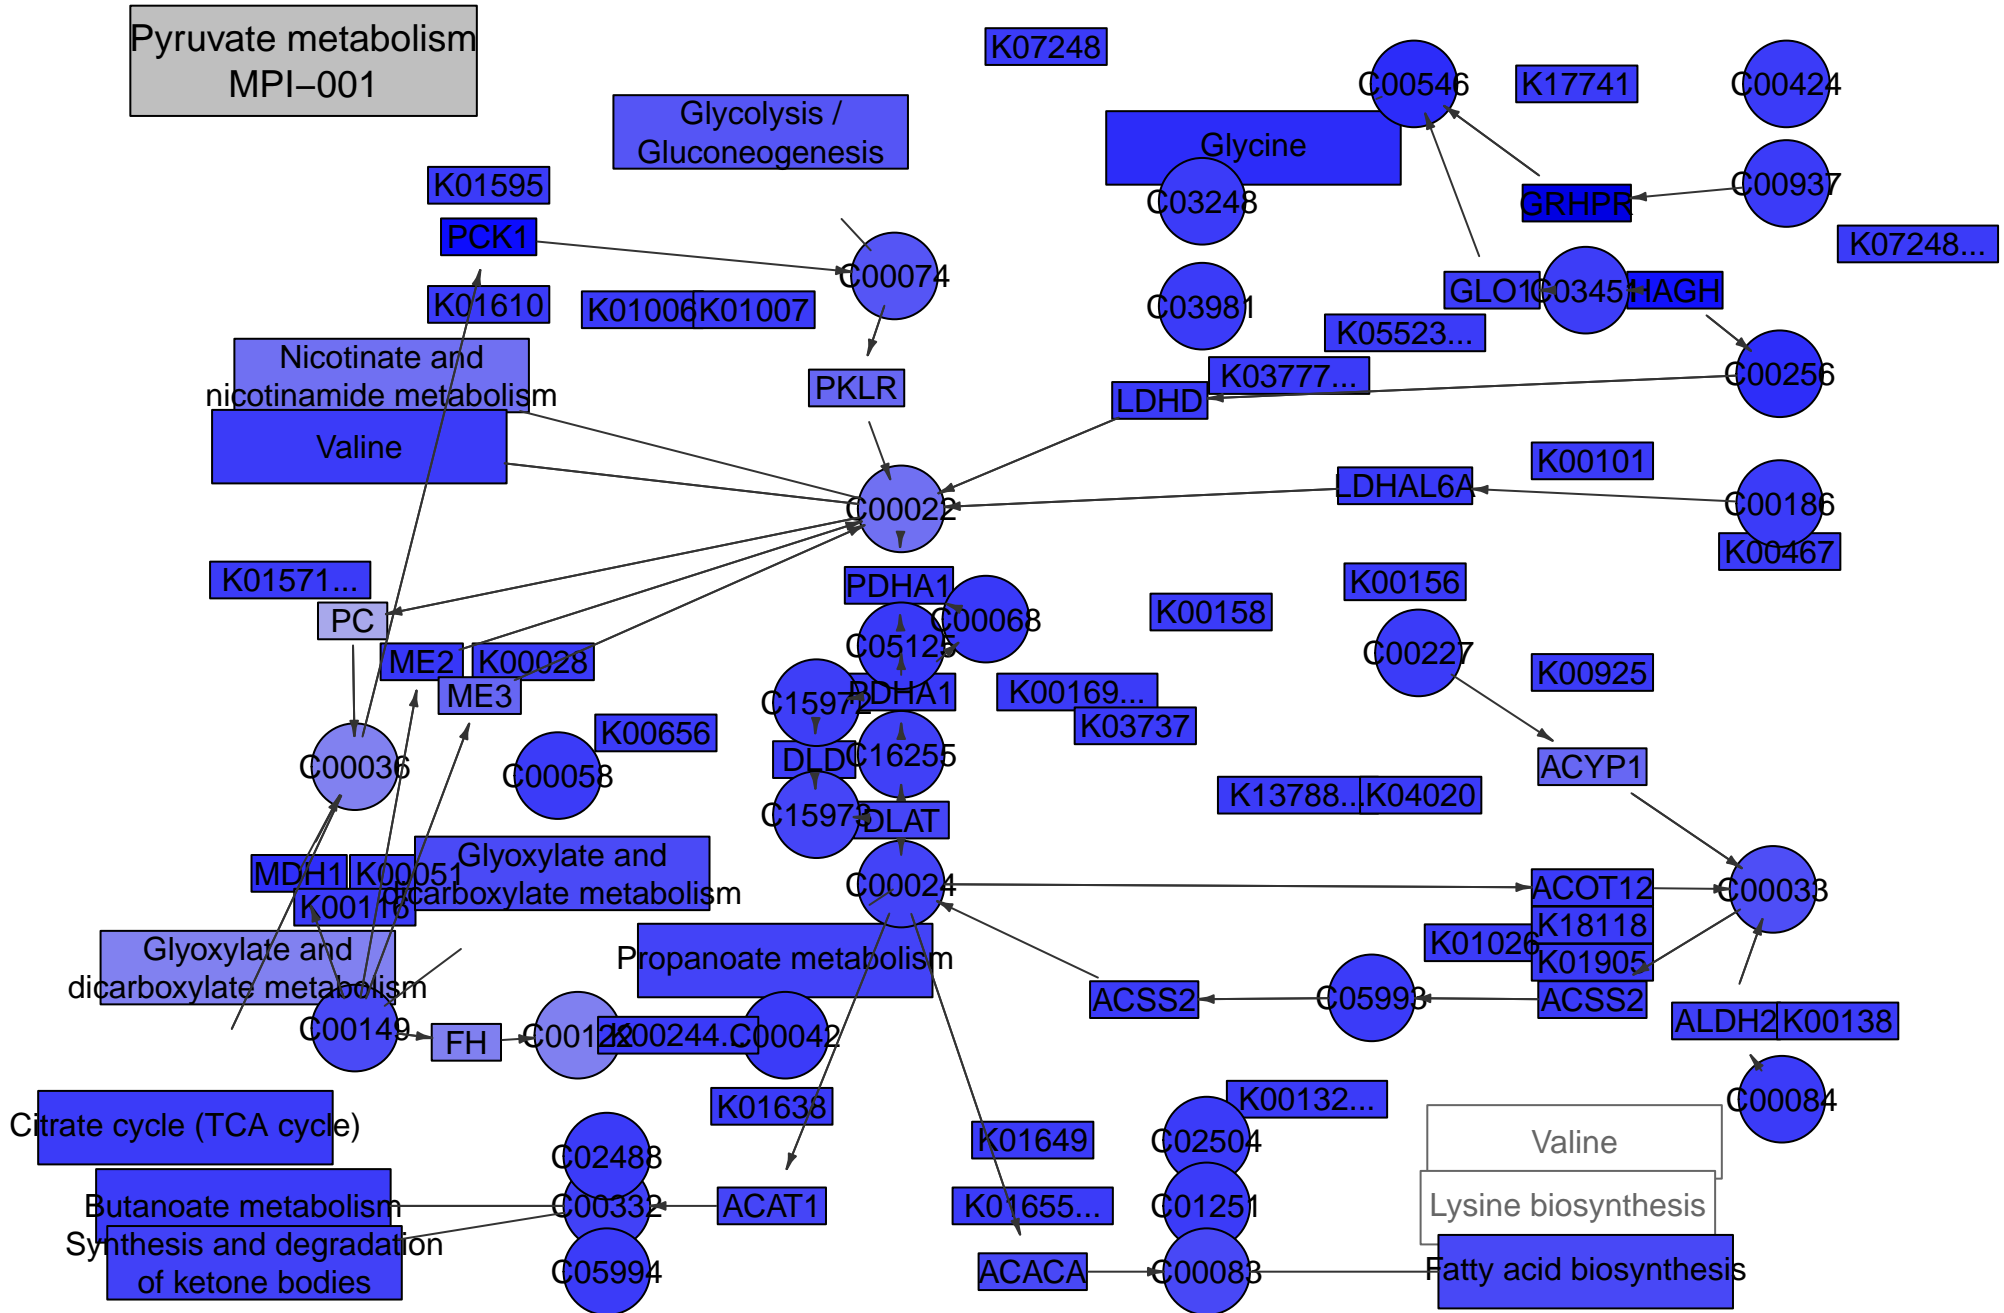 Pyruvate metabolism
MPI−001
K07248
C00546
K17741
C00424
Glycolysis /
Gluconeogenesis
Glycine
K01595
C03248
GRHPR
C00937
PCK1
K07248...
C00074
K01610
K01006
K01007
C03981
GLO1
C03451
HAGH
K05523...
Nicotinate and
nicotinamide metabolism
PKLR
K03777...
LDHD
C00256
Valine
K00101
LDHAL6A
C00186
C00022
K00467
K01571...
PDHA1
K00156
PC
C00068
K00158
C05125
C00227
ME2
K00028
K00925
ME3
C15972
PDHA1
K00169...
K03737
K00656
C00036
C00058
DLD
C16255
ACYP1
K13788...
K04020
C15973
DLAT
MDH1
K00051
Glyoxylate and
dicarboxylate metabolism
C00024
ACOT12
C00033
K00116
K18118
K01026
Glyoxylate and
dicarboxylate metabolism
Propanoate metabolism
K01905
ACSS2
C05993
ACSS2
C00149
FH
C00122
K00244...
C00042
ALDH2
K00138
K01638
K00132...
C00084
Citrate cycle (TCA cycle)
C02488
K01649
C02504
Valine
Butanoate metabolism
C00332
ACAT1
K01655...
C01251
Lysine biosynthesis
Synthesis and degradation
of ketone bodies
C05994
ACACA
C00083
Fatty acid biosynthesis